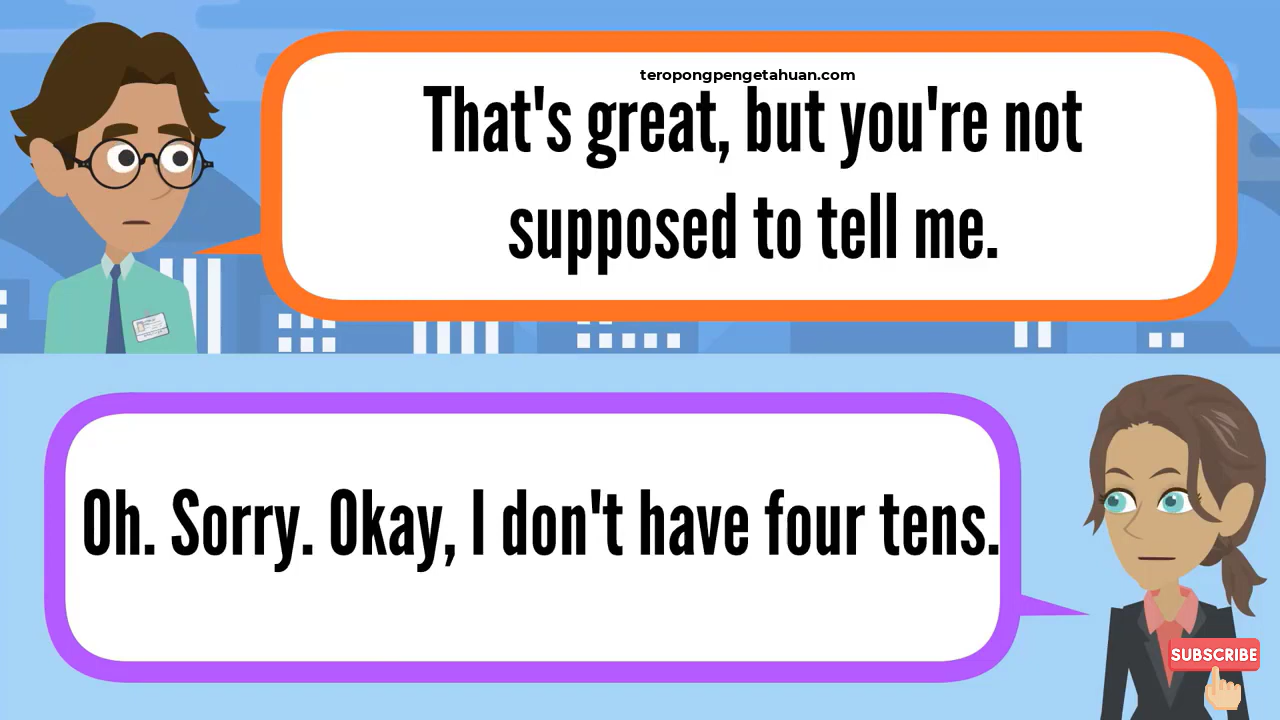 teropongpengetahuan.com
That's great, but you're not
supposed to tell me.
Oh. Sorry. Okay, I don't have four tens.
SUBSCRIBE